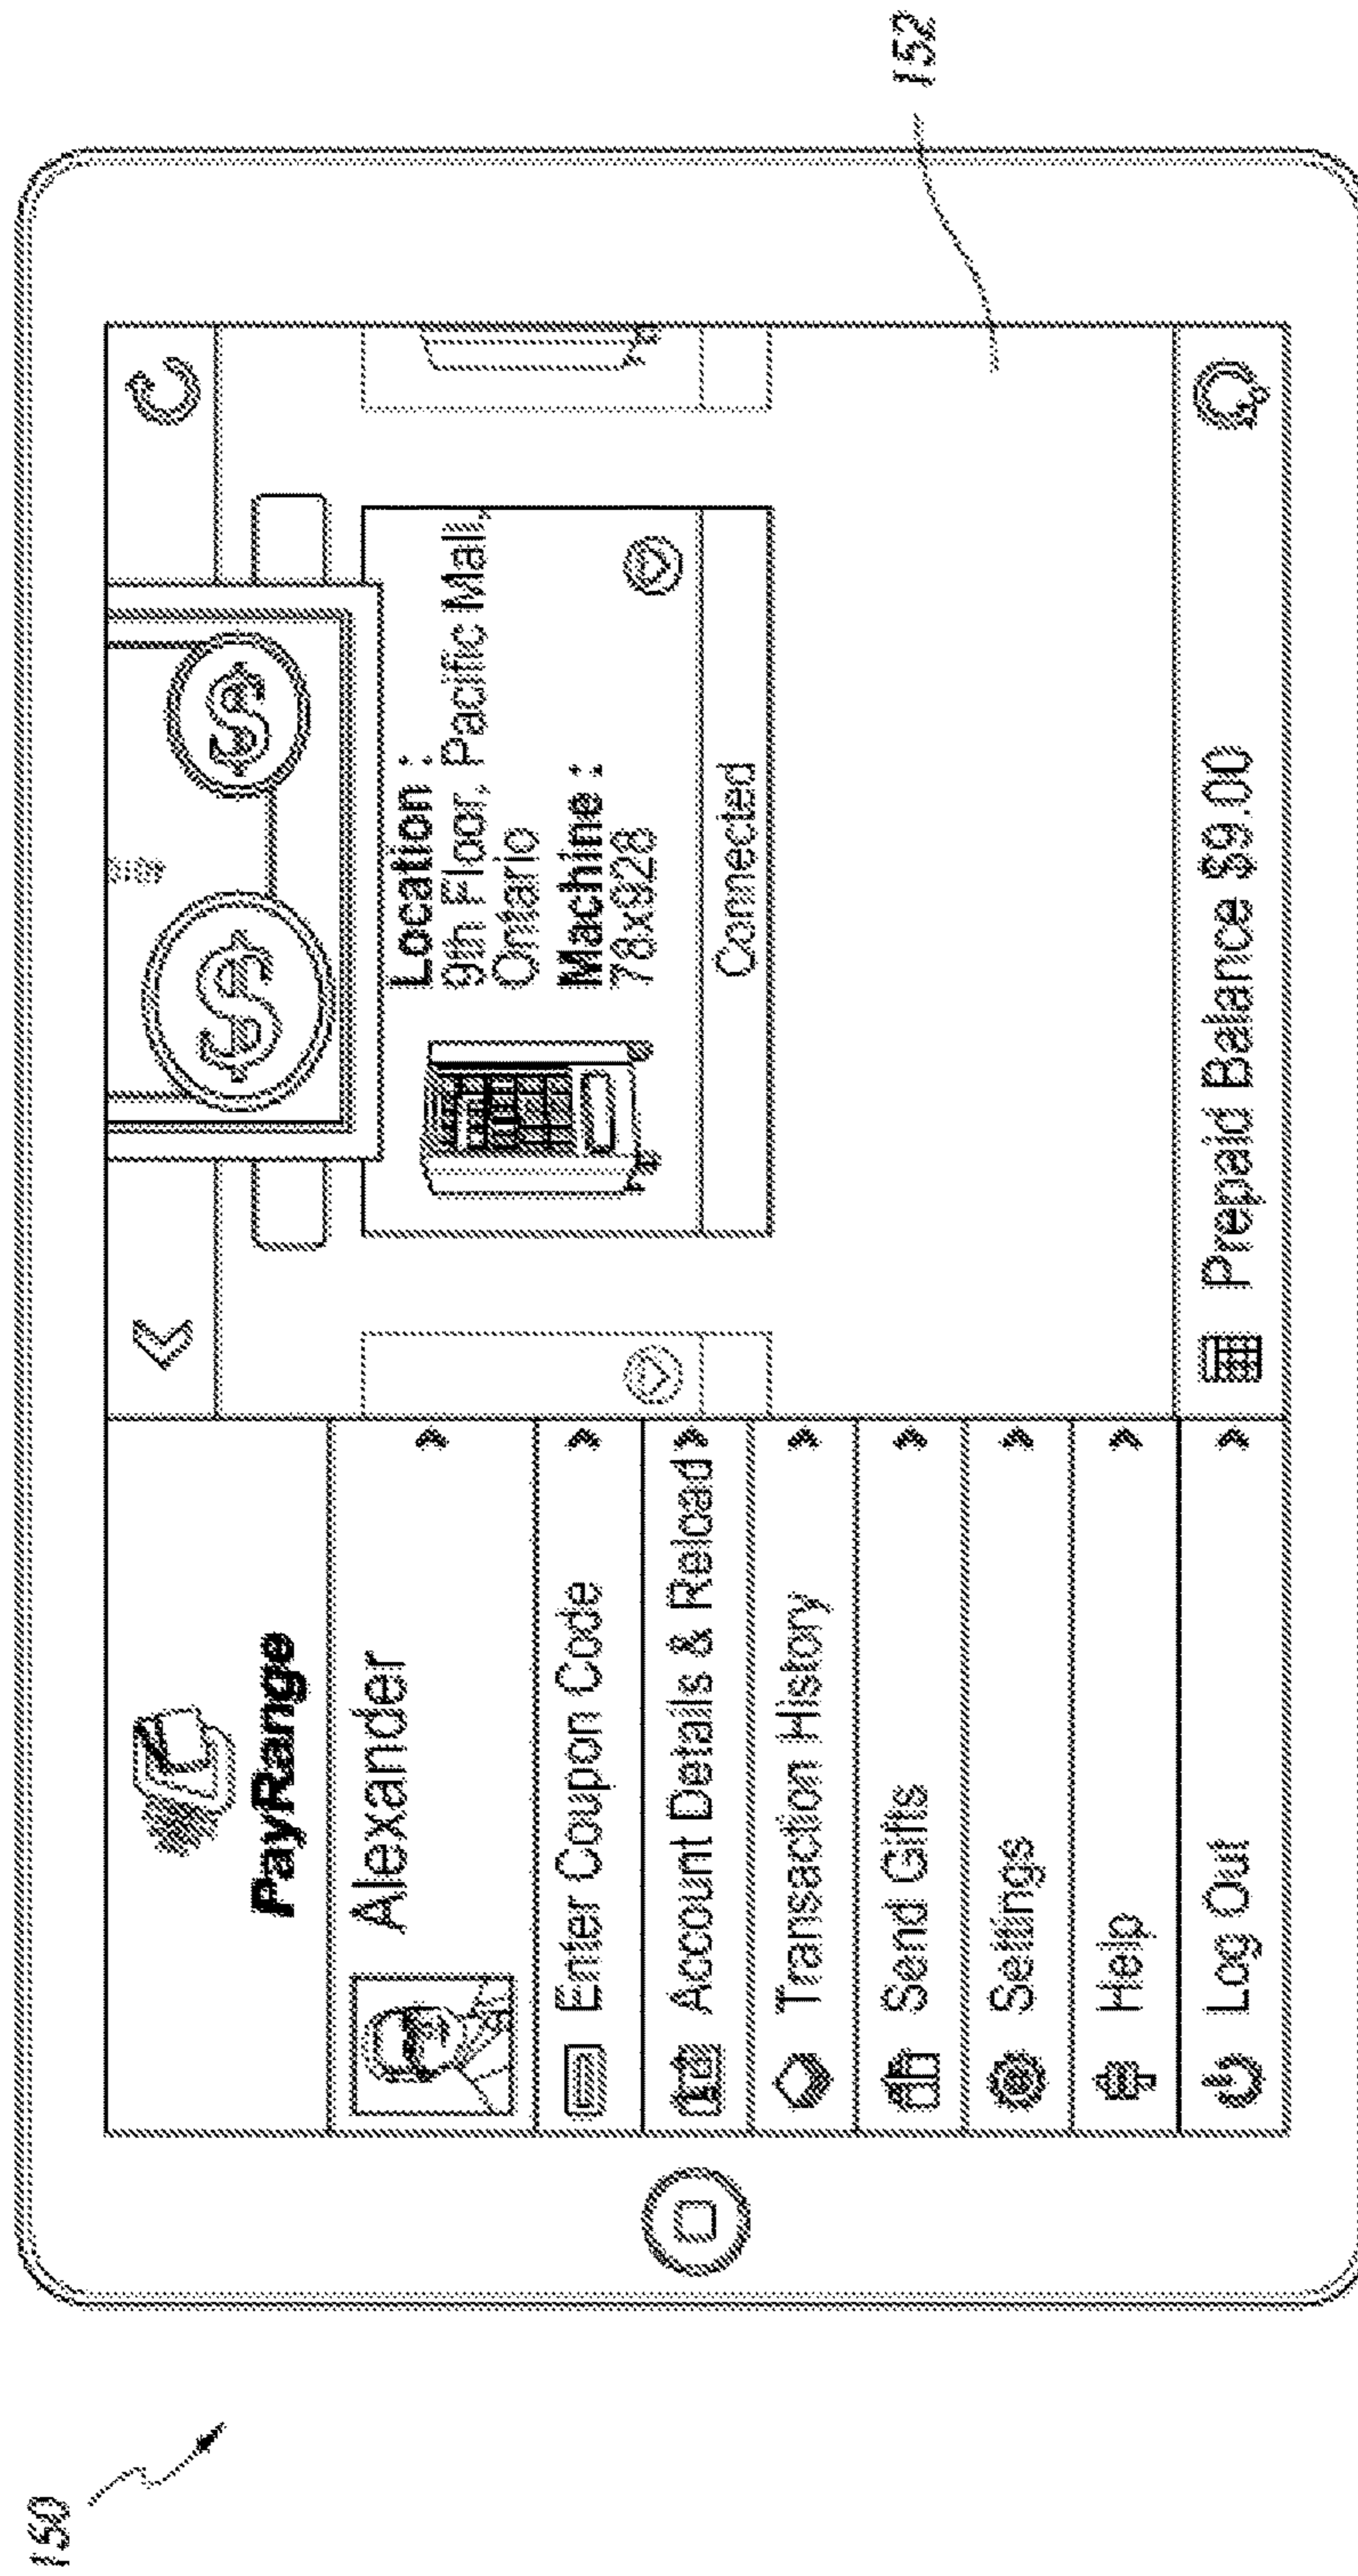 150
152
PayRange
Alexander
Enter Coupon Code
Account Details & Reload
Transaction History
Send Gifts
Settings
Help
Log Out
$ $
Location :
9th Floor, Pacific Mall,
Ontario
Machine :
78x928
Connected
Prepaid Balance $9.00